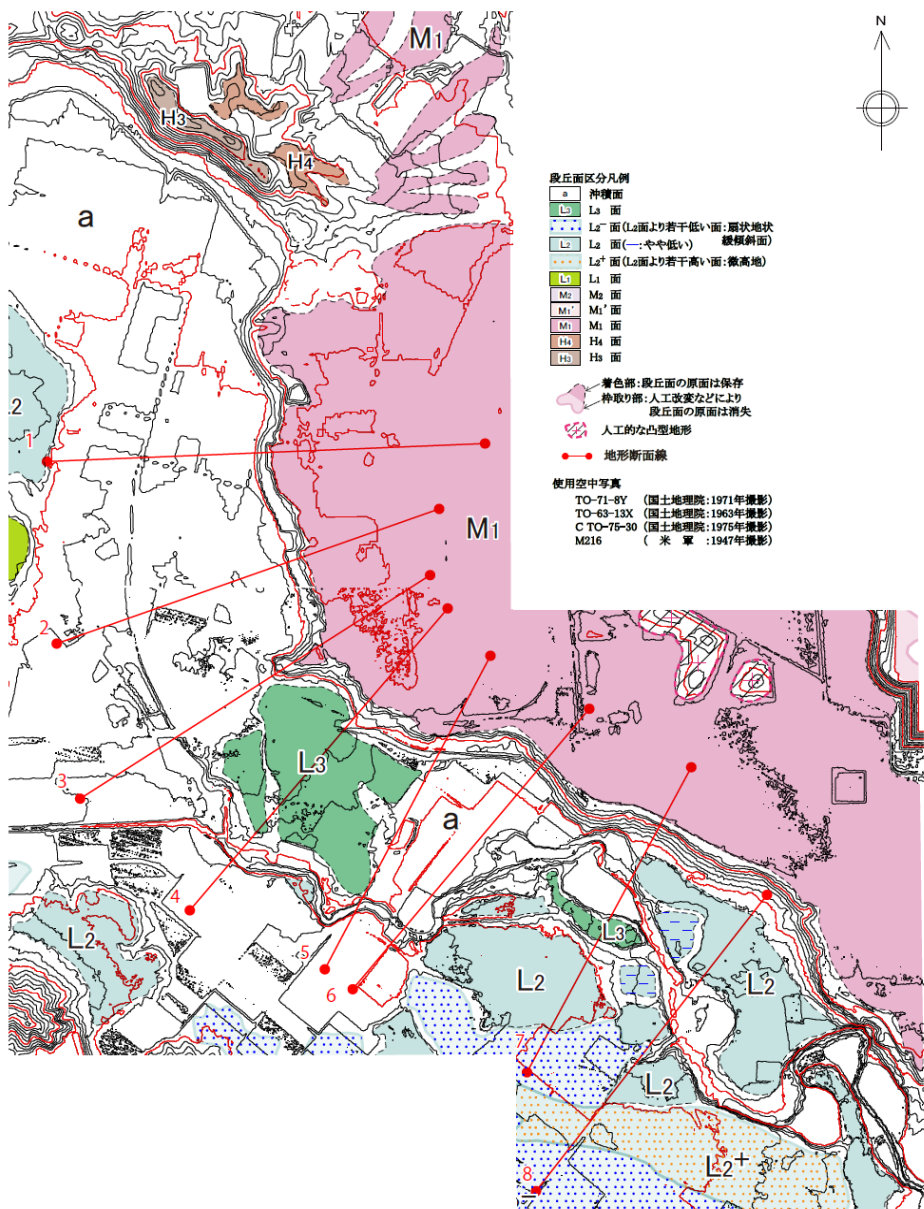 N
M1
H3
H4
a
L2
1
M1
2
3
L3
a
4
L2
5
6
L2
L3
L2
7
L2
L2+
8
段丘面区分凡例
a 沖積面
L3 L3 面
L2− 面(L2面より若干低い面:扇状地状
緩傾斜面)
L2 L2 面(―:やや低い)
L2+ 面(L2面より若干高い面:微高地)
L1 L1 面
M2 M2 面
M1' M1' 面
M1 M1 面
H4 H4 面
H3 H3 面
着色部:段丘面の原面は保存
枠取り部:人工改変などにより
段丘面の原面は消失
人工的な凸型地形
地形断面線
使用空中写真
TO-71-8Y (国土地理院:1971年撮影)
TO-63-13X (国土地理院:1963年撮影)
C TO-75-30 (国土地理院:1975年撮影)
M216 ( 米 軍 :1947年撮影)